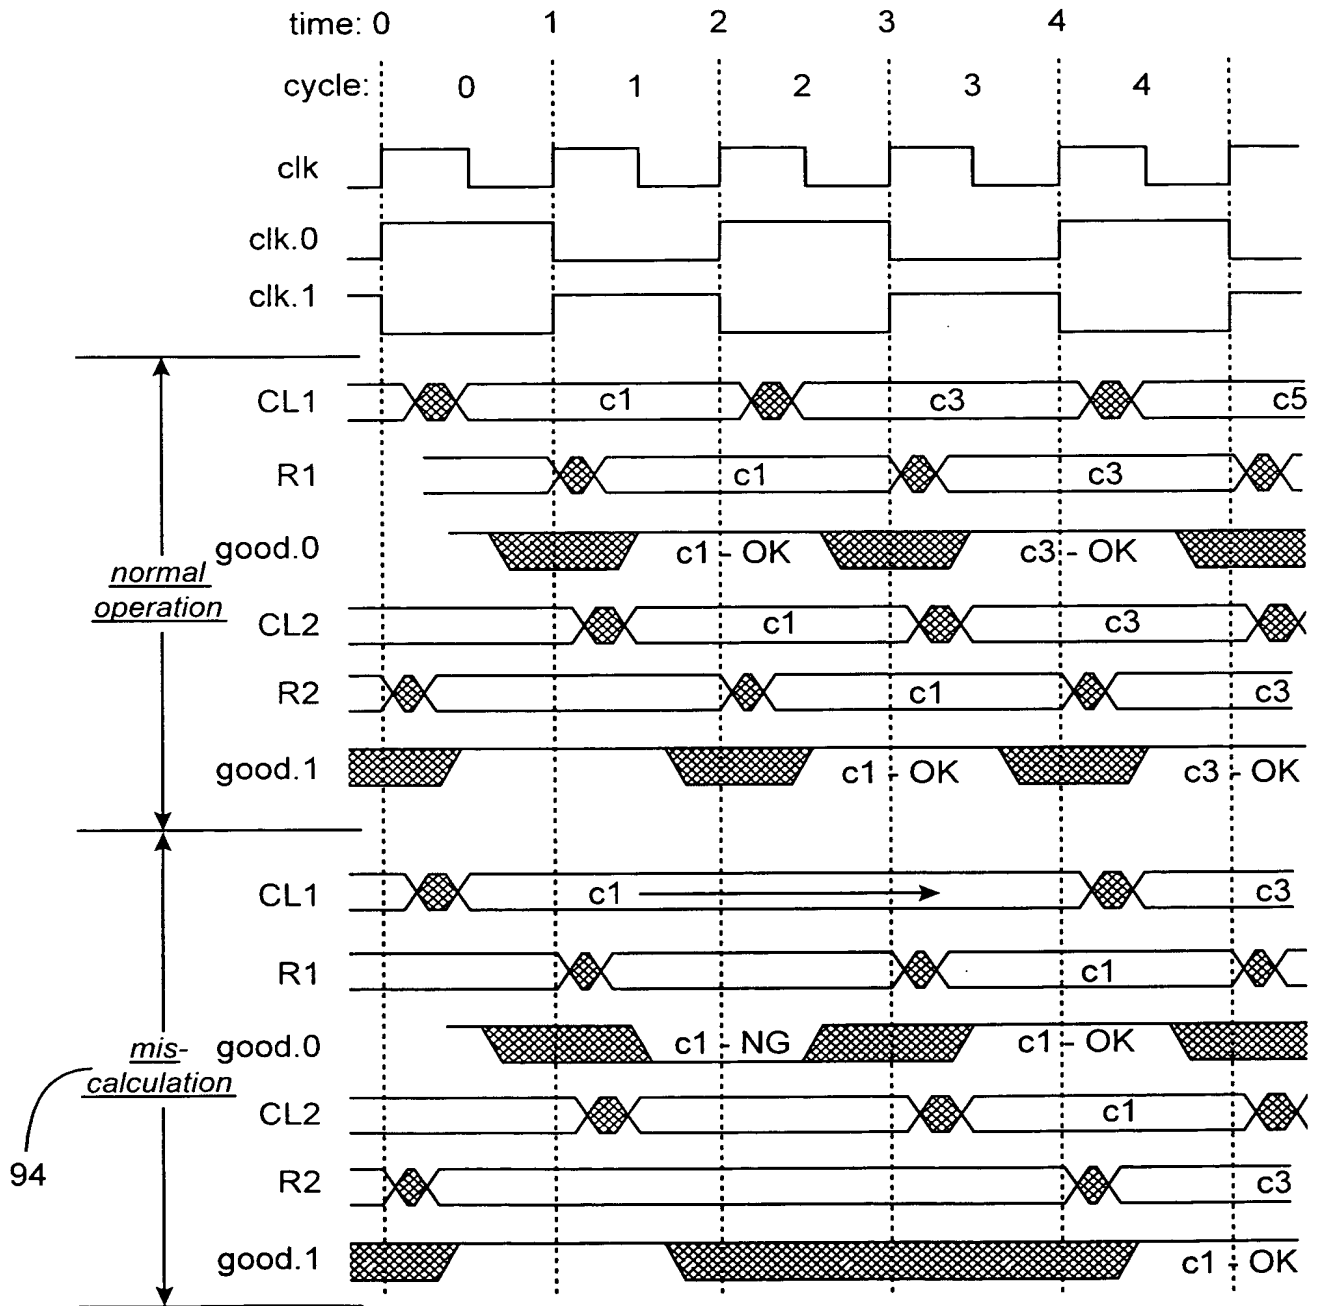 time: 0 1 2 3 4
cycle: 0 1 2 3 4
clk
clk.0
clk.1
CL1 c1 c3 c5
R1 c1 c3
good.0 c1 - OK c3 - OK
normal
operation
CL2 c1 c3
R2 c1 c3
good.1 c1 - OK c3 - OK
CL1 c1 c3
R1 c1
mis-
calculation
good.0 c1 - NG c1 - OK
CL2 c1
94
R2 c3
good.1 c1 - OK